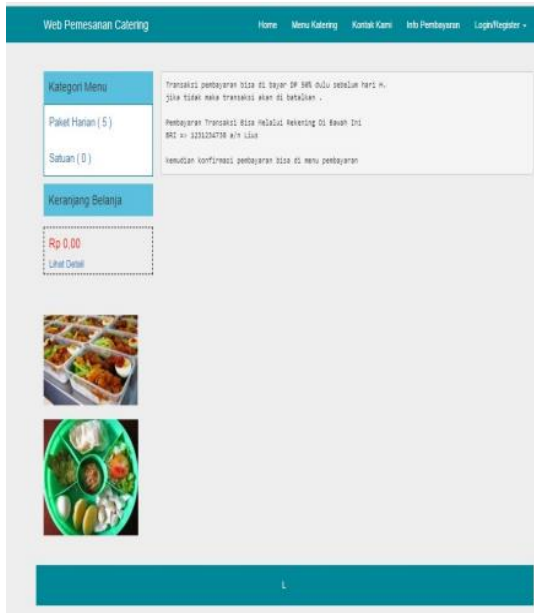 Web Pemesanan Catering
Home Menu Katering Kontak Kami Info Pembayaran Login/Register
Kategori Menu
Paket Harian ( 5 )
Satuan ( 0 )
Keranjang Belanja
Rp 0,00
Lihat Detail
Transaksi pembayaran bisa di bayar DP 50% dulu sebelum hari H.
jika tidak maka transaksi akan di batalkan .
Pembayaran Transaksi Bisa Melalui Rekening Di Bawah Ini
BRI => 1231234738 a/n Lius
kemudian konfirmasi pembayaran bisa di menu pembayaran
L